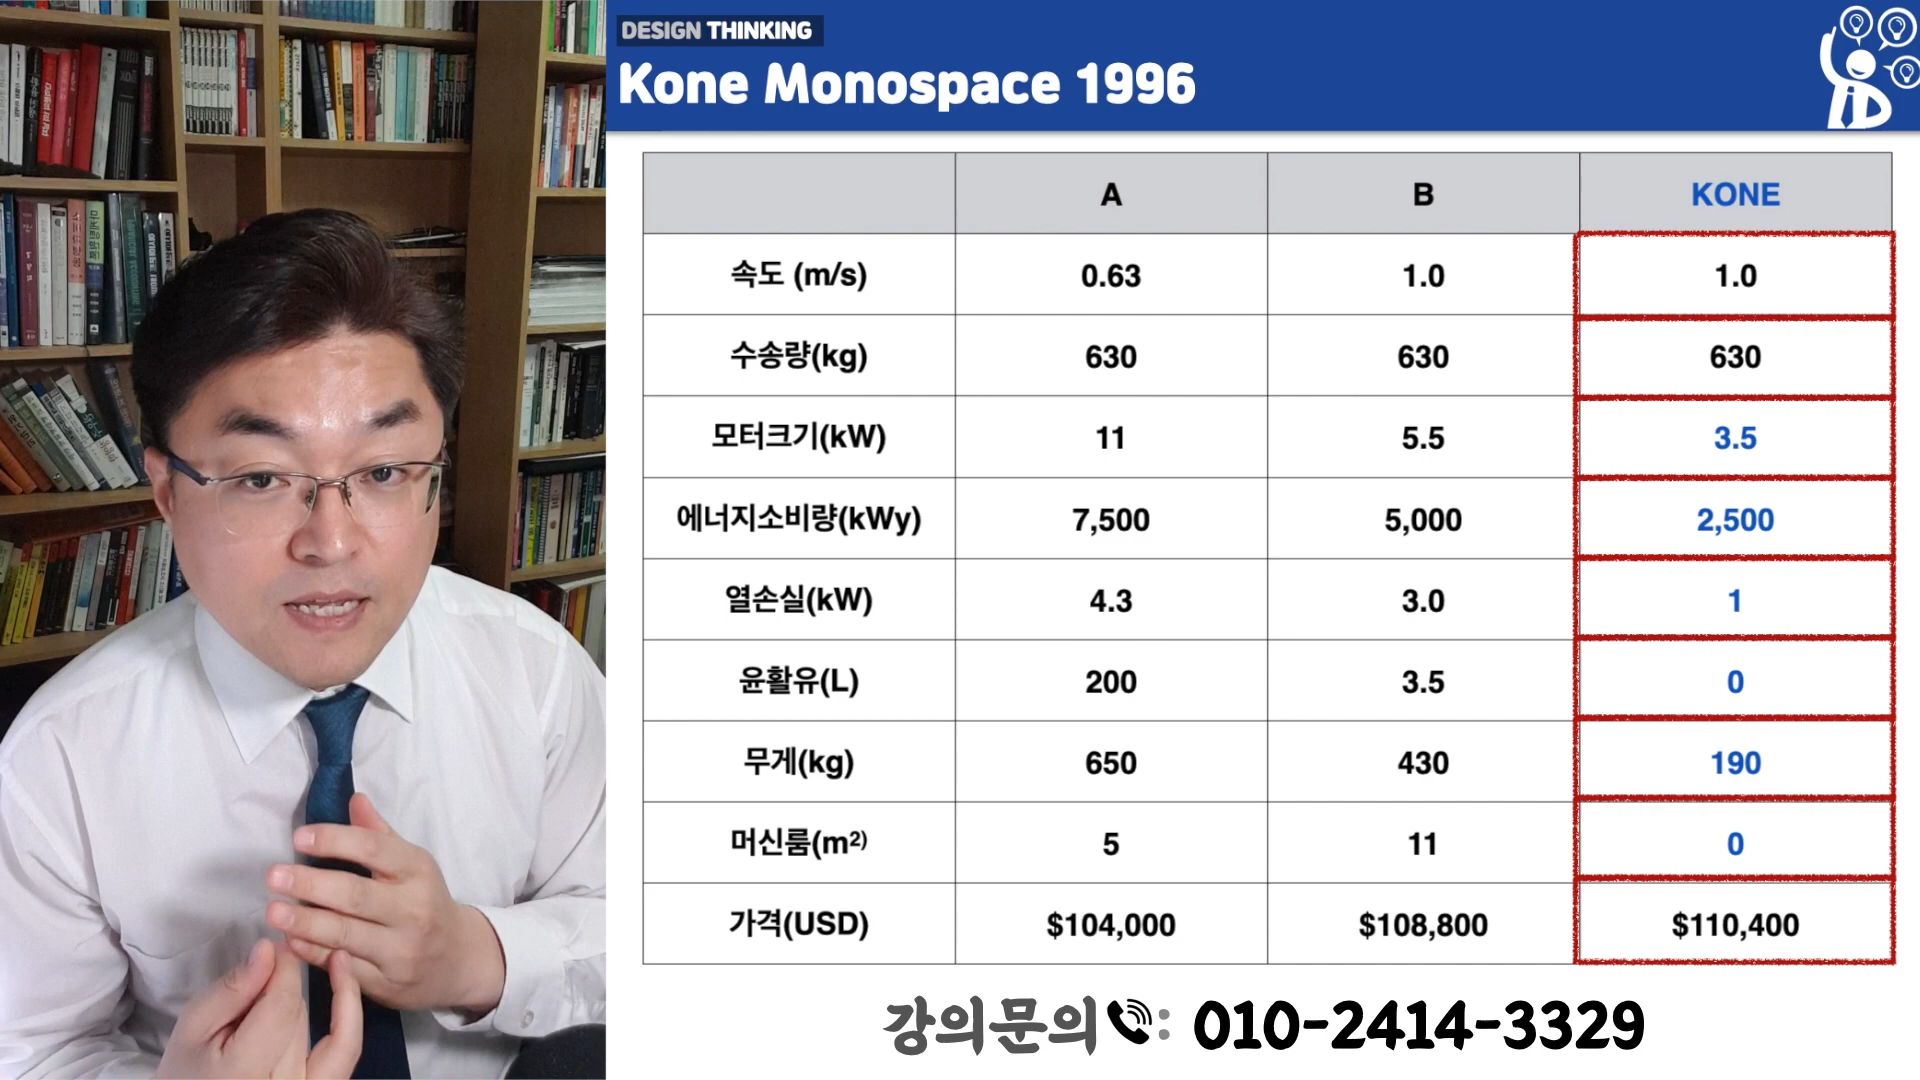 DESIGN THINKING
Kone Monospace 1996
iD
A B KONE
속도 (m/s) 0.63 1.0 1.0
수송량(kg) 630 630 630
모터크기(kW) 11 5.5 3.5
에너지소비량(kWy) 7,500 5,000 2,500
열손실(kW) 4.3 3.0 1
윤활유(L) 200 3.5 0
무게(kg) 650 430 190
머신룸(m²) 5 11 0
가격(USD) $104,000 $108,800 $110,400
강의문의 : 010-2414-3329